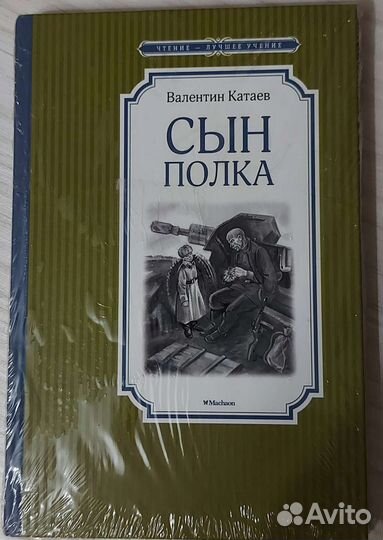 ЧТЕНИЕ – ЛУЧШЕЕ УЧЕНИЕ
Валентин Катаев
СЫН
ПОЛКА
Machaon
Avito